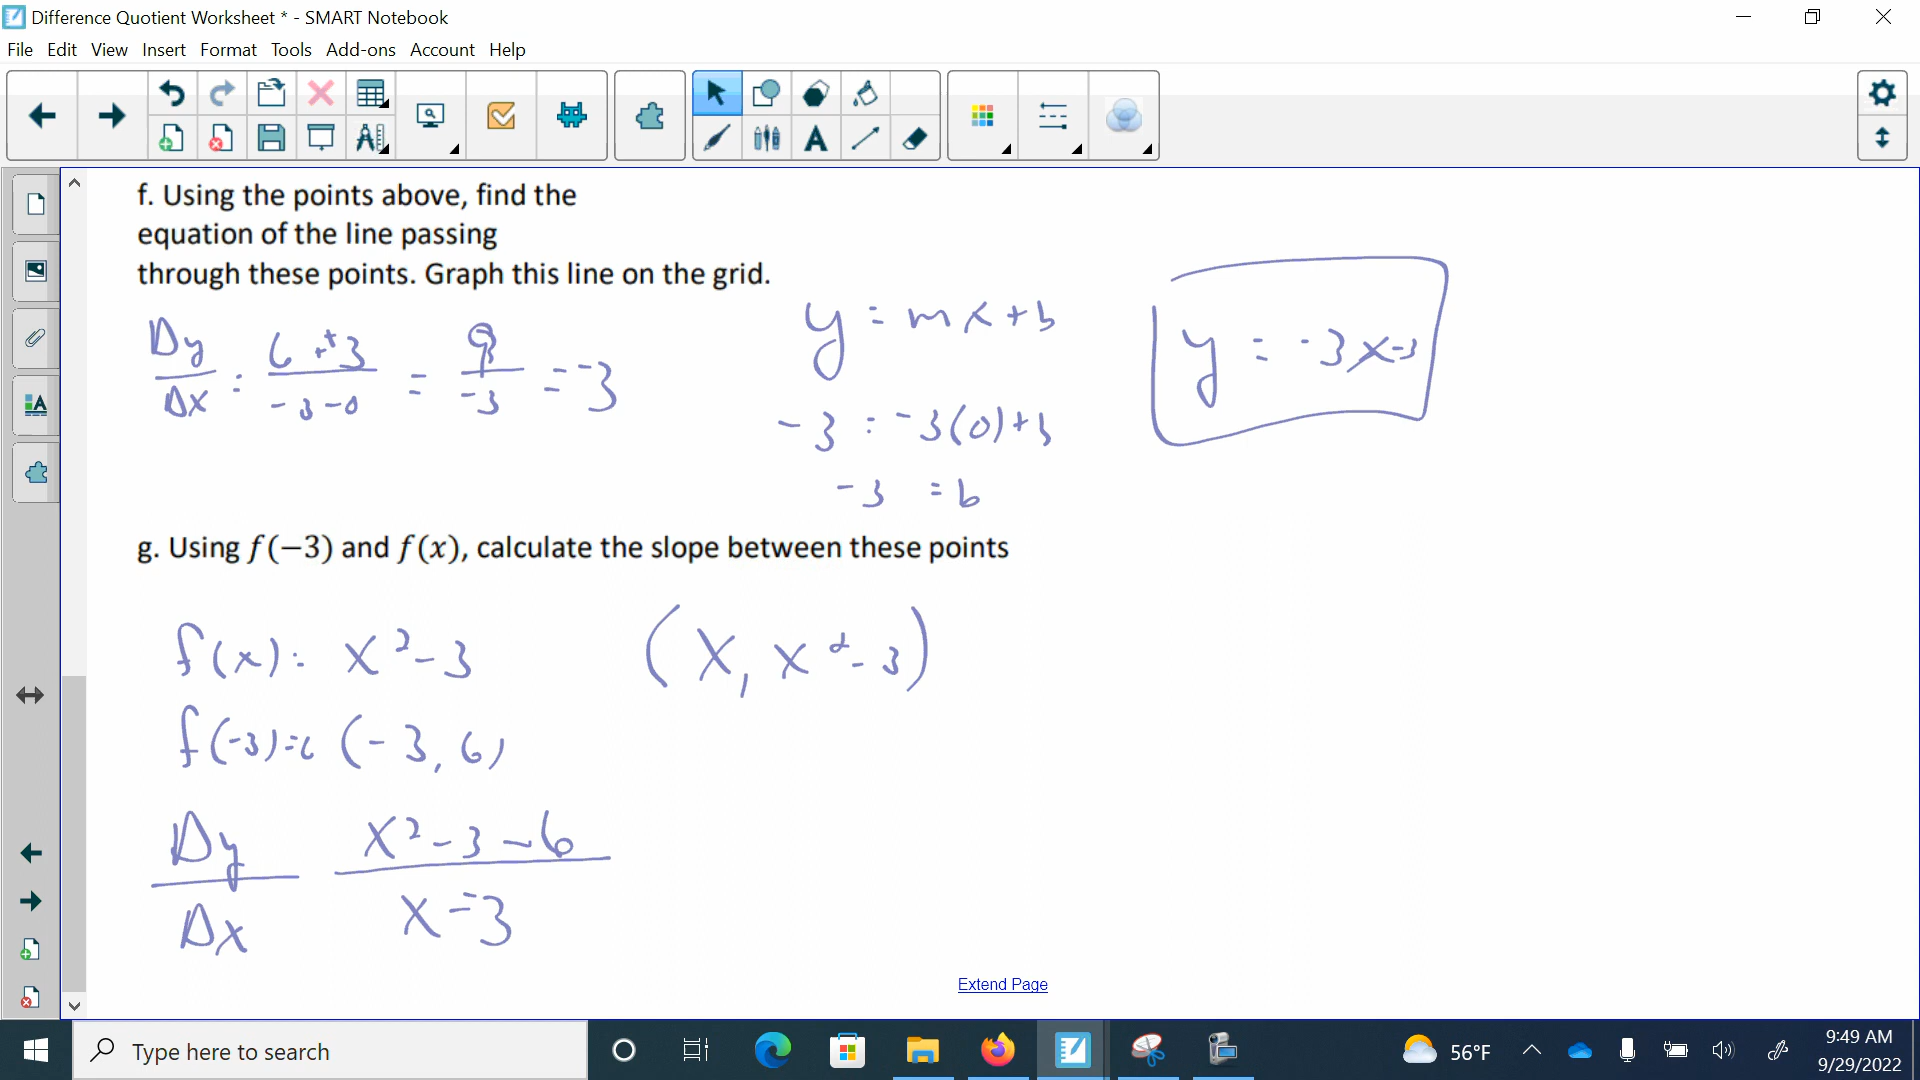 Difference Quotient Worksheet * - SMART Notebook
File Edit View Insert Format Tools Add-ons Account Help
f. Using the points above, find the
equation of the line passing
through these points. Graph this line on the grid.
Δy/Δx = 6 + +3 / -3 - 0 = 9/-3 = -3
y = mx + b
-3 = -3(0) + b
-3 = b
y = -3x-3
g. Using f(−3) and f(x), calculate the slope between these points
f(x) = x² - 3
(x, x² - 3)
f(-3) = 6 (-3, 6)
Δy/Δx x² - 3 - 6 / x - -3
Extend Page
Type here to search
56°F
9:49 AM
9/29/2022